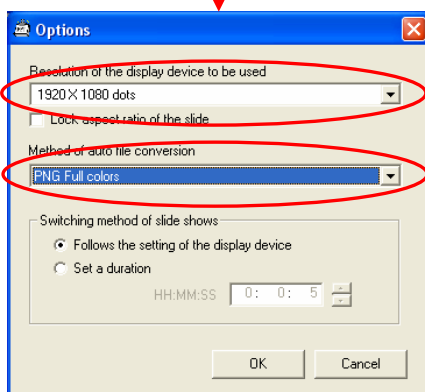 Options
Resolution of the display device to be used
1920 X 1080 dots
Lock aspect ratio of the slide
Method of auto file conversion
PNG Full colors
Switching method of slide shows
Follows the setting of the display device
Set a duration
HH:MM:SS 0: 0: 5
OK Cancel